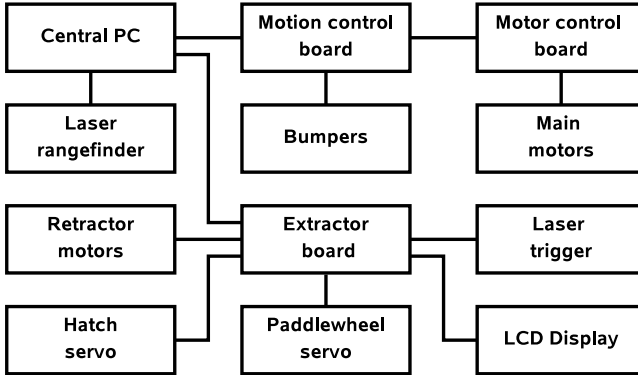 Central PC
Motion control
board
Motor control
board
Laser
rangefinder
Bumpers
Main
motors
Retractor
motors
Extractor
board
Laser
trigger
Hatch
servo
Paddlewheel
servo
LCD Display